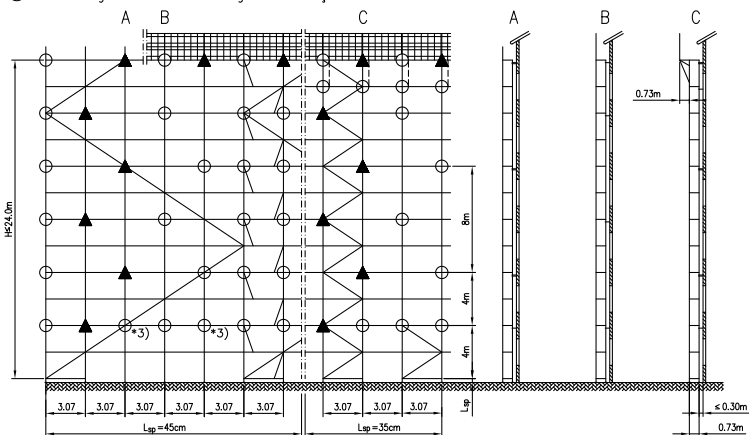 A B C A B C
0.73m
H≤24.0m
8m
4m
*3) *3)
4m
Lsp
3.07 3.07 3.07 3.07 3.07 3.07 3.07 3.07 3.07 ≤ 0.30m
Lsp=45cm Lsp=35cm 0.73m